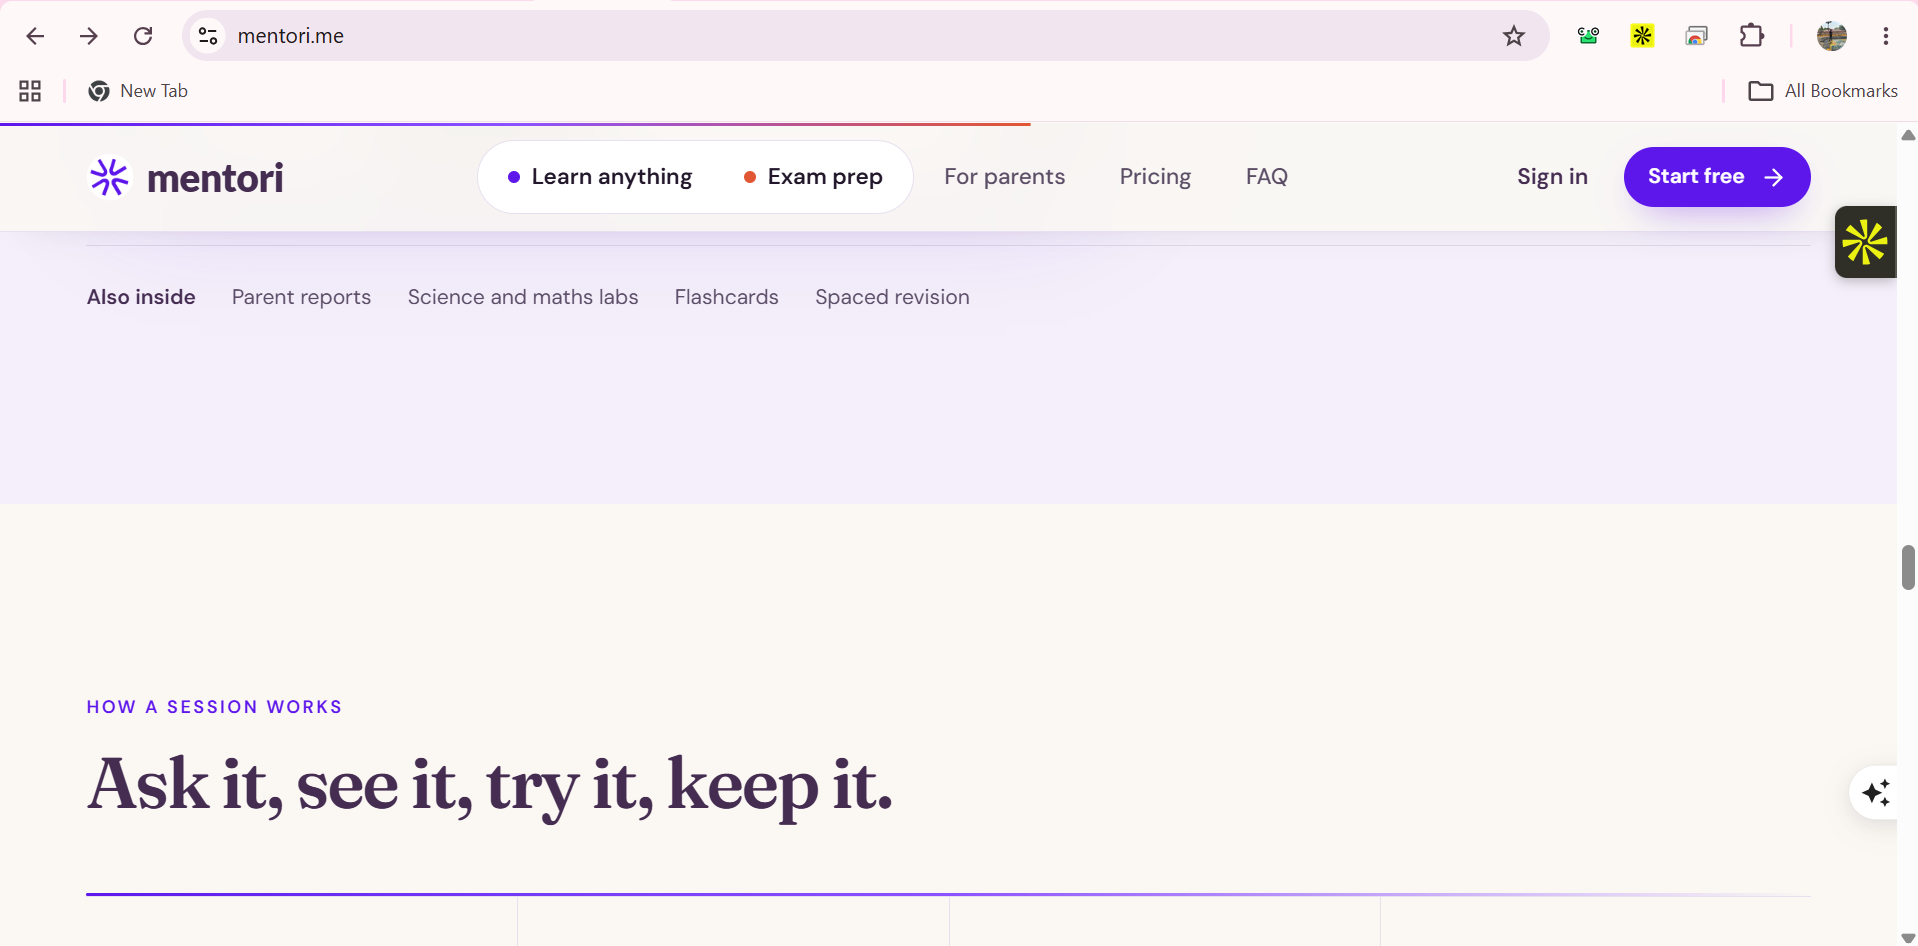 mentori.me
New Tab
All Bookmarks
mentori
Learn anything
Exam prep
For parents
Pricing
FAQ
Sign in
Start free
Also inside
Parent reports
Science and maths labs
Flashcards
Spaced revision
HOW A SESSION WORKS
Ask it, see it, try it, keep it.